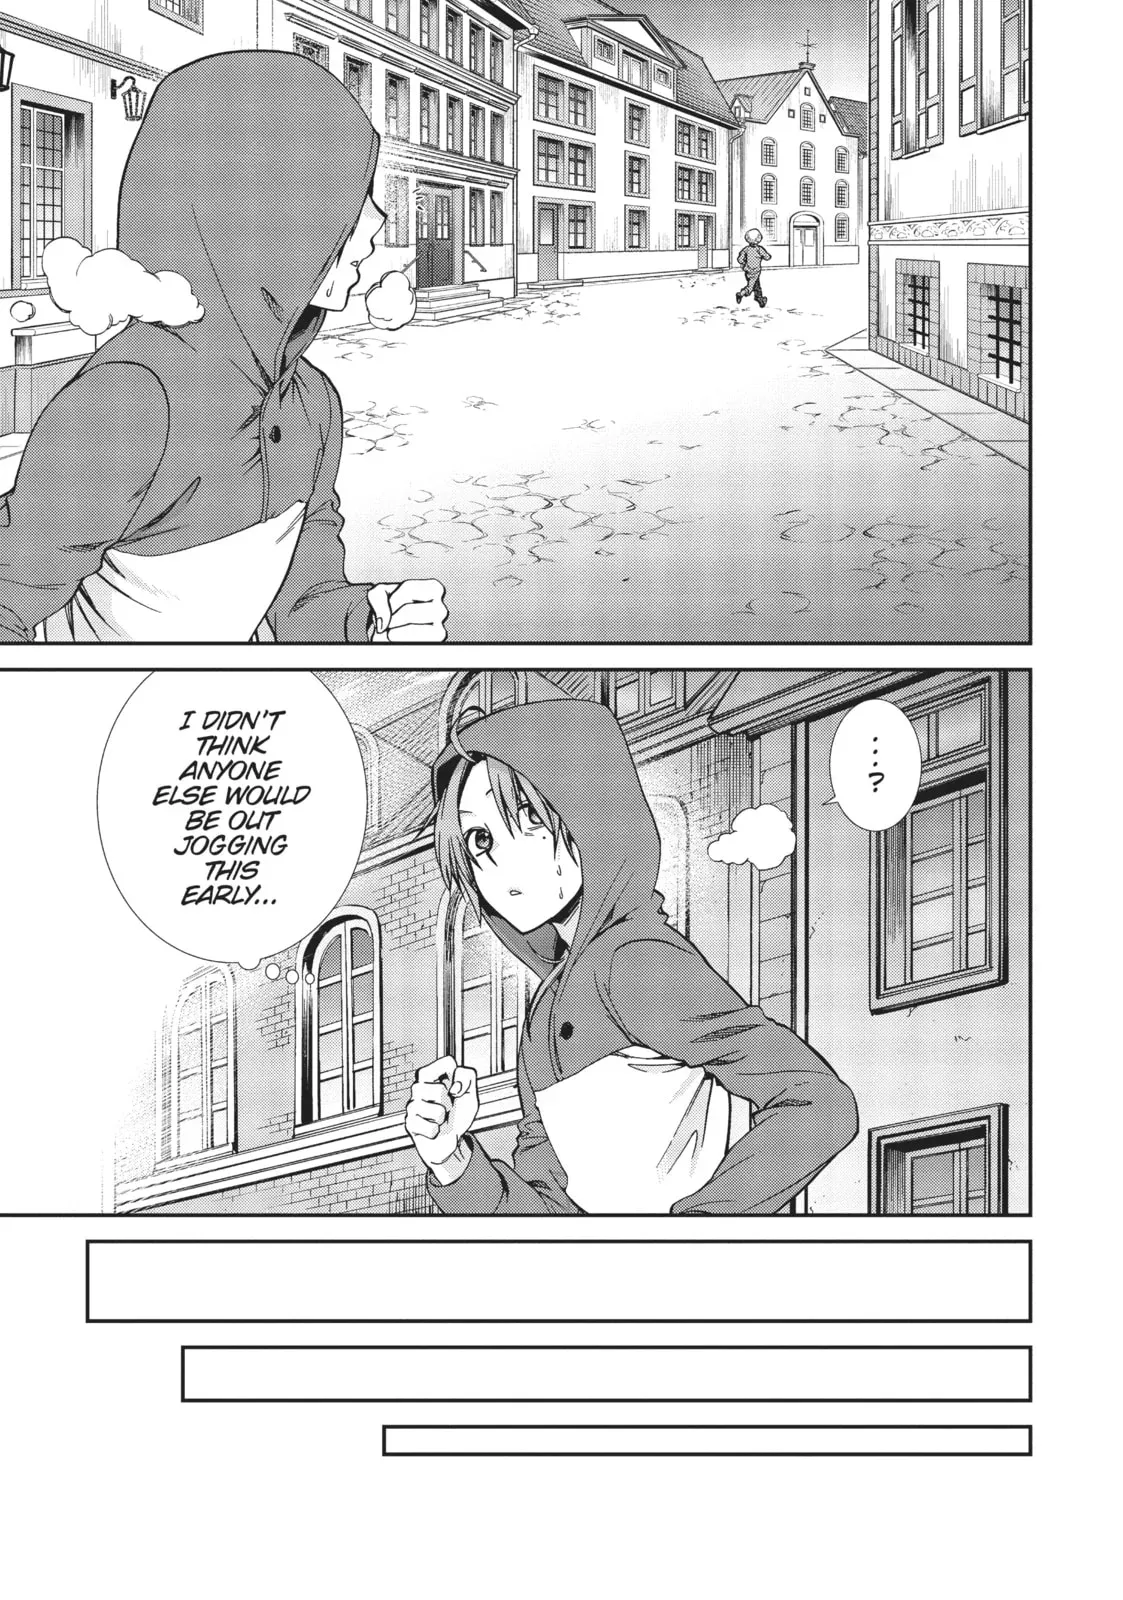 ...?
I DIDN'T
THINK
ANYONE
ELSE WOULD
BE OUT
JOGGING
THIS
EARLY...